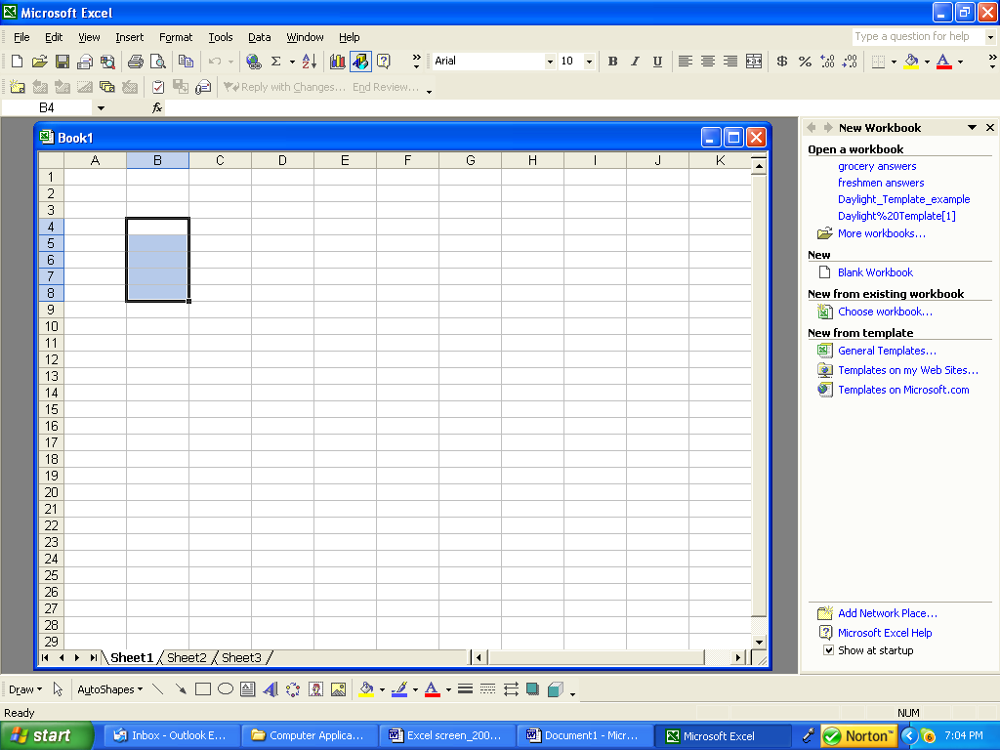 Microsoft Excel
File Edit View Insert Format Tools Data Window Help
Type a question for help
Arial 10 B I U $ %
Reply with Changes... End Review...
B4 fx
Book1
A B C D E F G H I J K
1
2
3
4
5
6
7
8
9
10
11
12
13
14
15
16
17
18
19
20
21
22
23
24
25
26
27
28
29
Sheet1 Sheet2 Sheet3
New Workbook
Open a workbook
grocery answers
freshmen answers
Daylight_Template_example
Daylight%20Template[1]
More workbooks...
New
Blank Workbook
New from existing workbook
Choose workbook...
New from template
General Templates...
Templates on my Web Sites...
Templates on Microsoft.com
Add Network Place...
Microsoft Excel Help
Show at startup
Draw AutoShapes
Ready NUM
start Inbox - Outlook E... Computer Applica... Excel screen_200... Document1 - Micr... Microsoft Excel Norton™ 7:04 PM